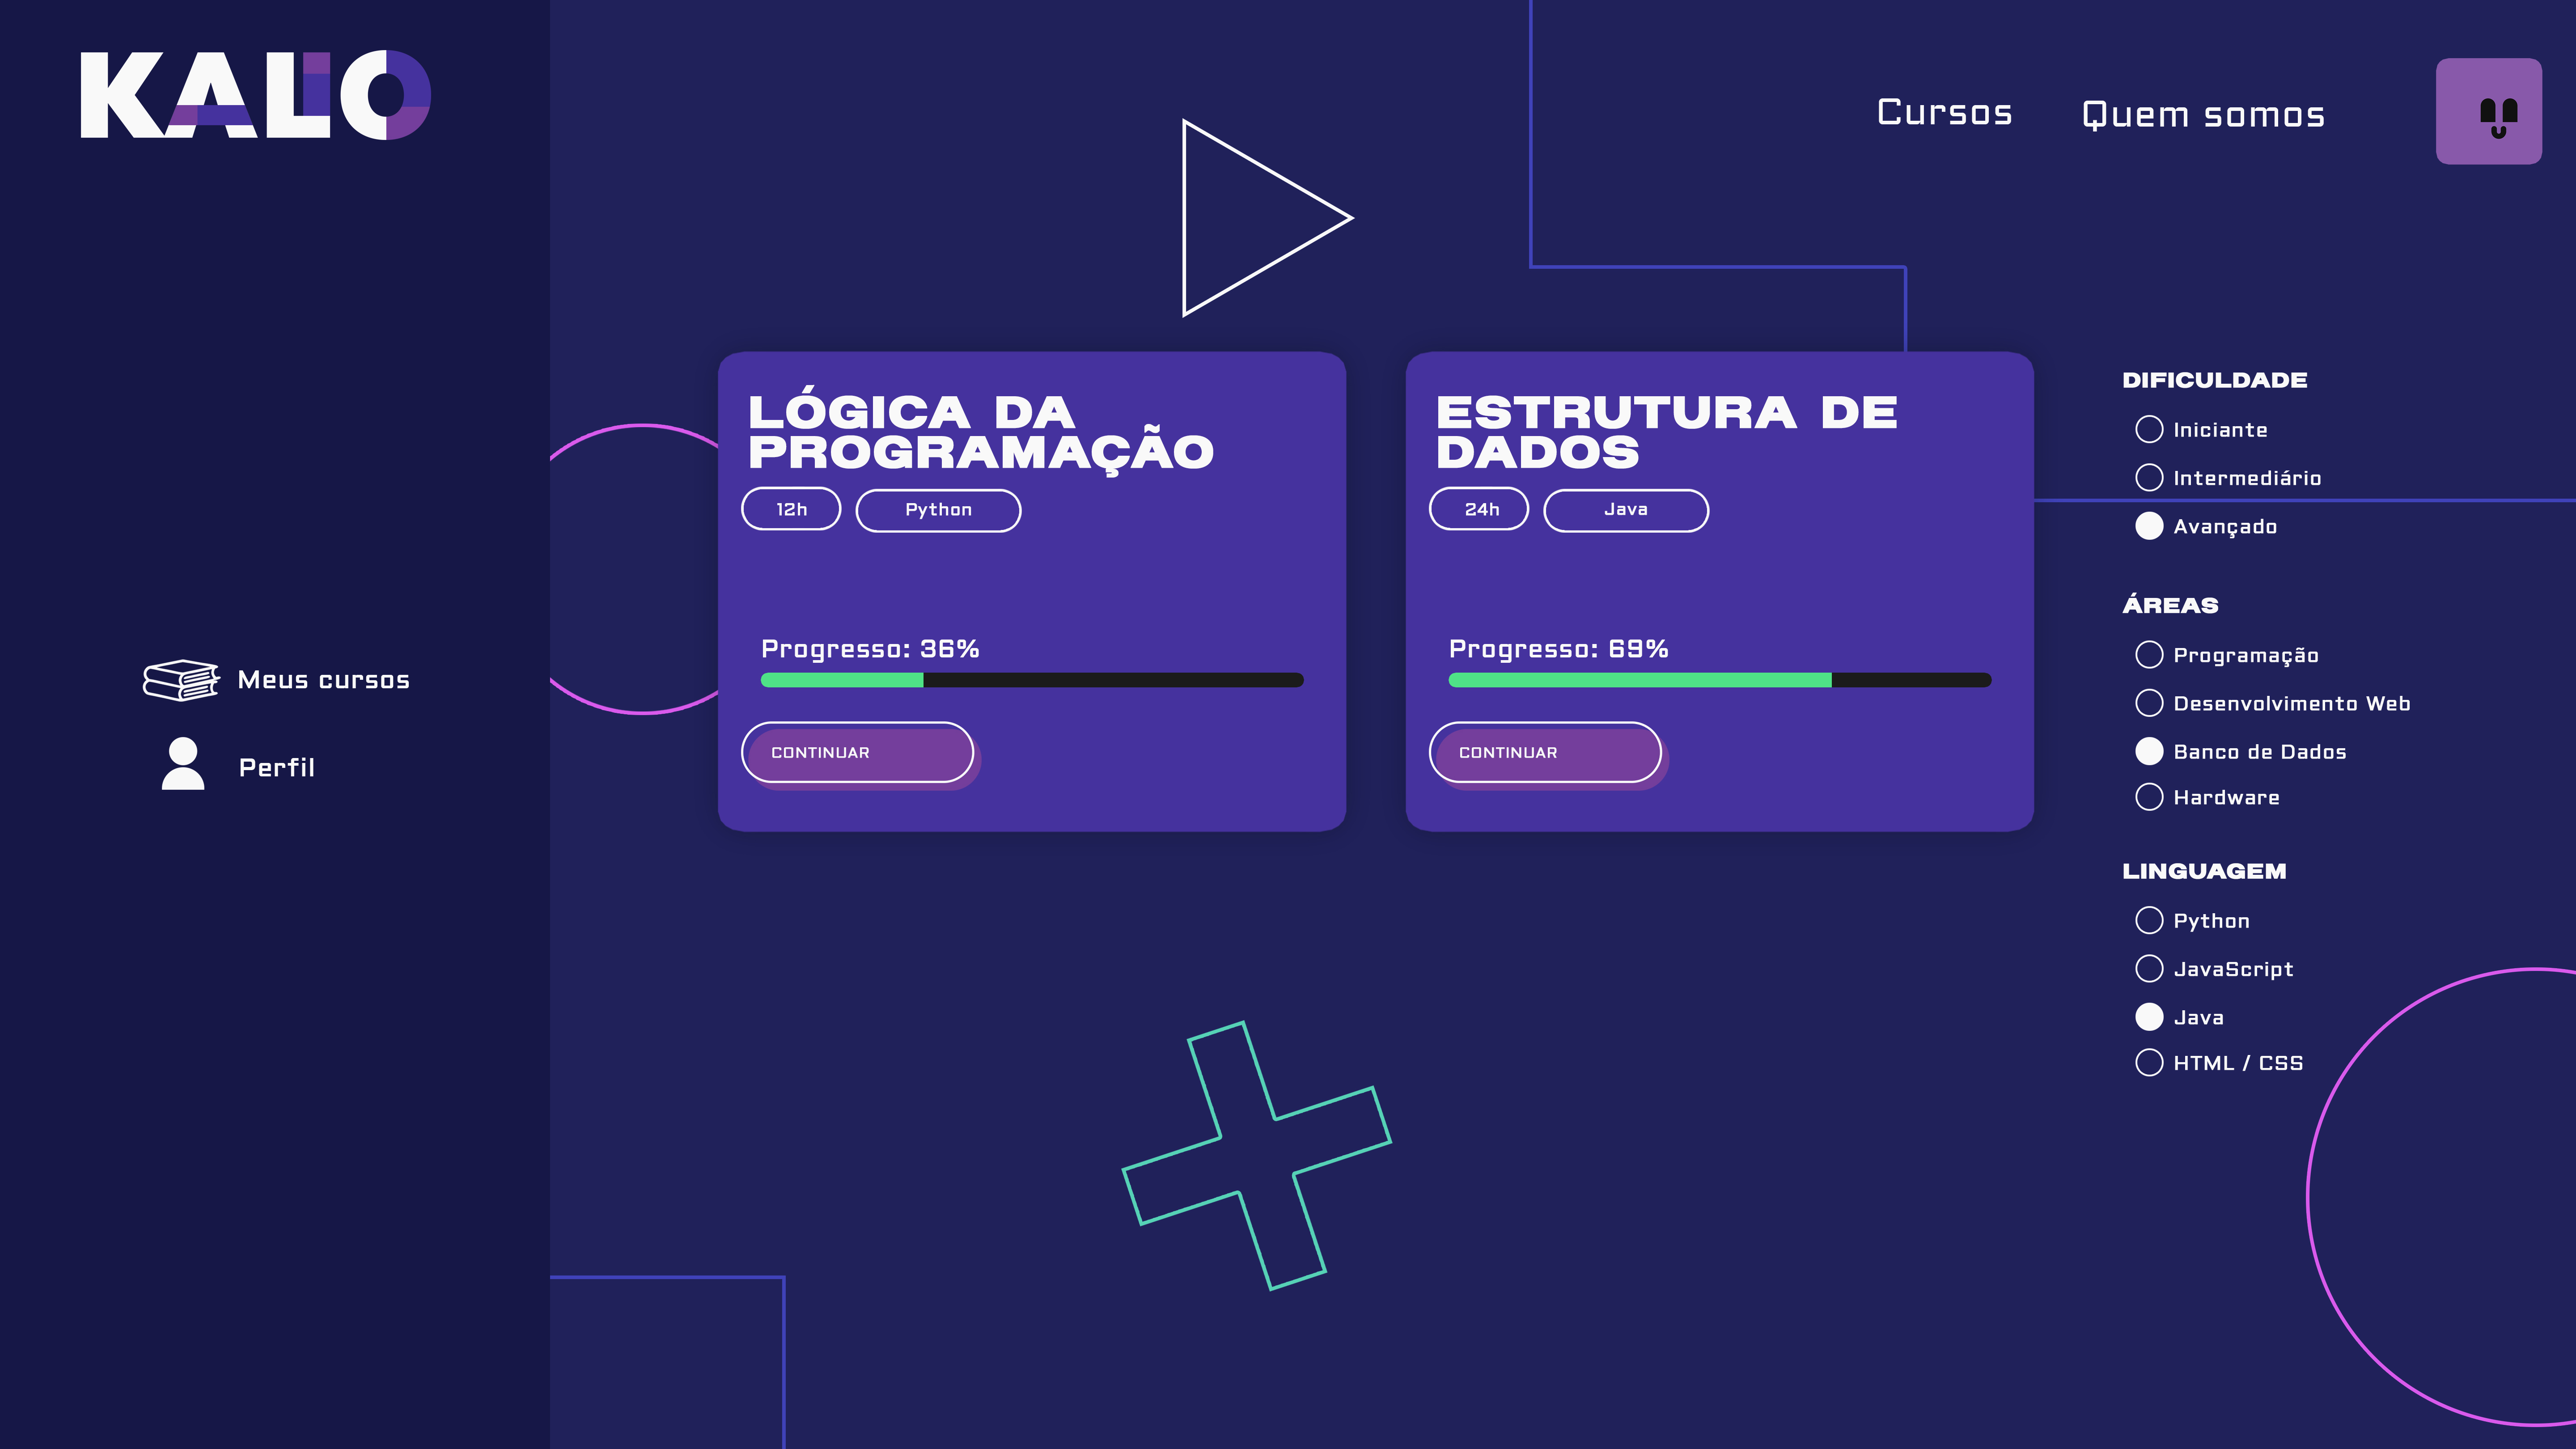 KALIO
Cursos
Quem somos
Meus cursos
Perfil
LÓGICA DA
PROGRAMAÇÃO
12h
Python
Progresso: 36%
CONTINUAR
ESTRUTURA DE
DADOS
24h
Java
Progresso: 69%
CONTINUAR
DIFICULDADE
Iniciante
Intermediário
Avançado
ÁREAS
Programação
Desenvolvimento Web
Banco de Dados
Hardware
LINGUAGEM
Python
JavaScript
Java
HTML / CSS